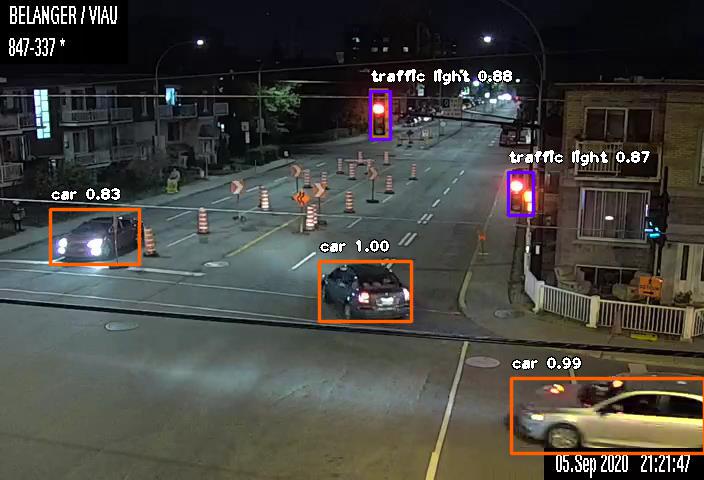 BELANGER / VIAU
847-337 *
traffic light 0.88
traffic light 0.87
car 0.83
car 1.00
car 0.99
05.Sep 2020 21:21:47